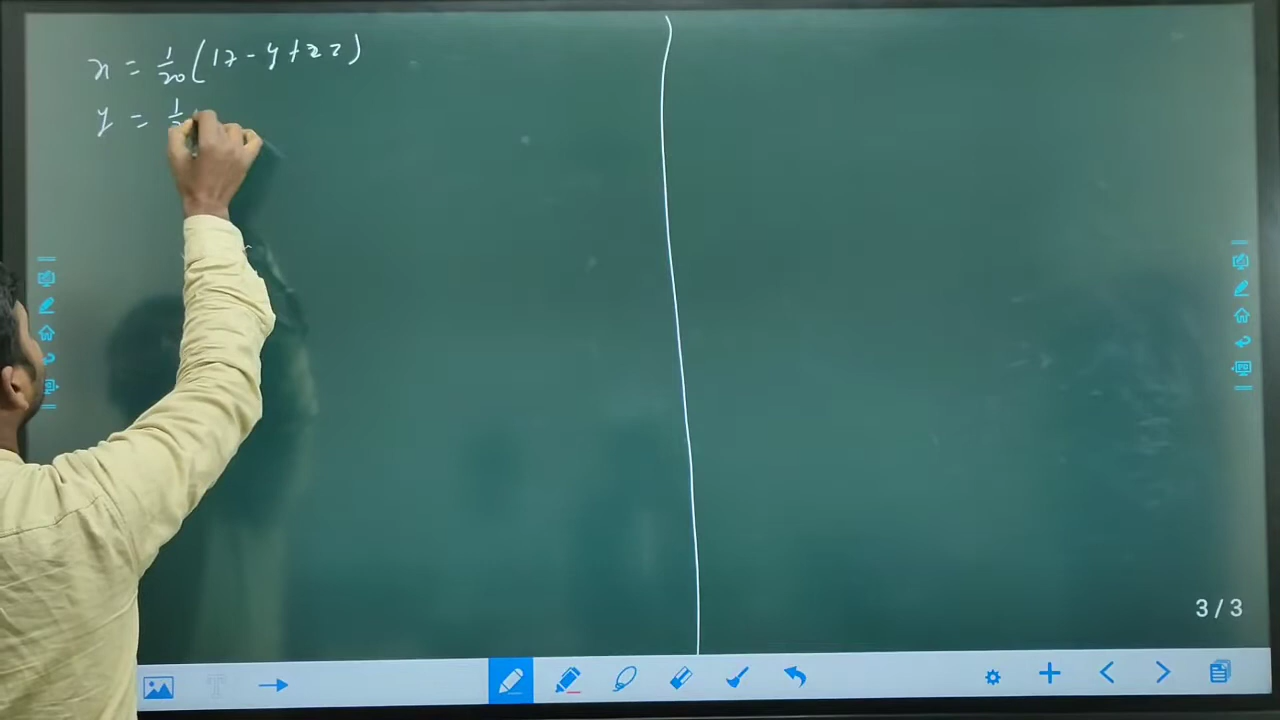 x = 1/20 (17 - y + 2z)
y = 1/
3 / 3